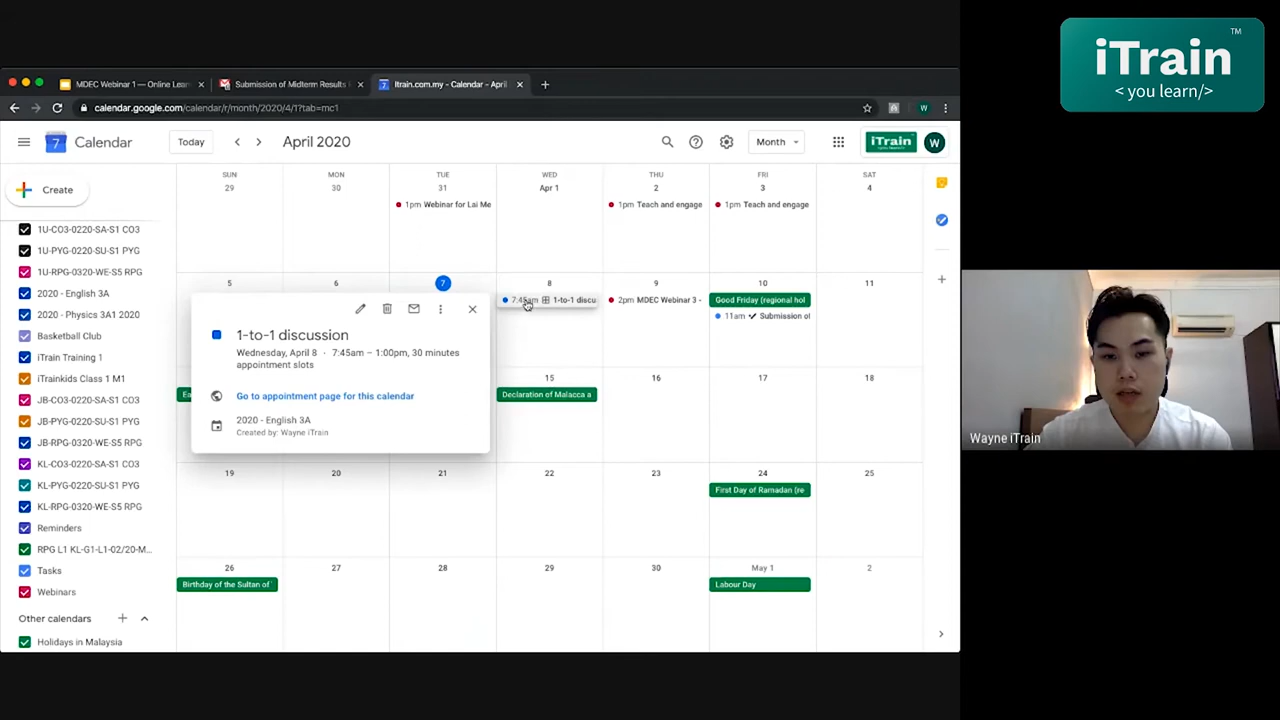 iTrain
TM
< you learn/>
MDEC Webinar 1 — Online Lear
Submission of Midterm Results
Itrain.com.my - Calendar - April
calendar.google.com/calendar/r/month/2020/4/1?tab=mc1
W
7
Calendar
Today
April 2020
Month
iTrain
W
Create
SUN
MON
TUE
WED
THU
FRI
SAT
29
30
31
Apr 1
2
3
4
1pm Webinar for Lai Me
1pm Teach and engage
1pm Teach and engage
5
6
7
8
9
10
11
7:45am 1-to-1 discu
2pm MDEC Webinar 3 -
Good Friday (regional hol
11am Submission of
1-to-1 discussion
Wednesday, April 8 · 7:45am – 1:00pm, 30 minutes
appointment slots
Go to appointment page for this calendar
2020 - English 3A
Created by: Wayne iTrain
15
16
17
18
Ea
Declaration of Malacca a
19
20
21
22
23
24
25
First Day of Ramadan (re
26
27
28
29
30
May 1
2
Birthday of the Sultan of
Labour Day
1U-CO3-0220-SA-S1 CO3
1U-PYG-0220-SU-S1 PYG
1U-RPG-0320-WE-S5 RPG
2020 - English 3A
2020 - Physics 3A1 2020
Basketball Club
iTrain Training 1
iTrainkids Class 1 M1
JB-CO3-0220-SA-S1 CO3
JB-PYG-0220-SU-S1 PYG
JB-RPG-0320-WE-S5 RPG
KL-CO3-0220-SA-S1 CO3
KL-PYG-0220-SU-S1 PYG
KL-RPG-0320-WE-S5 RPG
Reminders
RPG L1 KL-G1-L1-02/20-M...
Tasks
Webinars
Other calendars
Holidays in Malaysia
Wayne iTrain